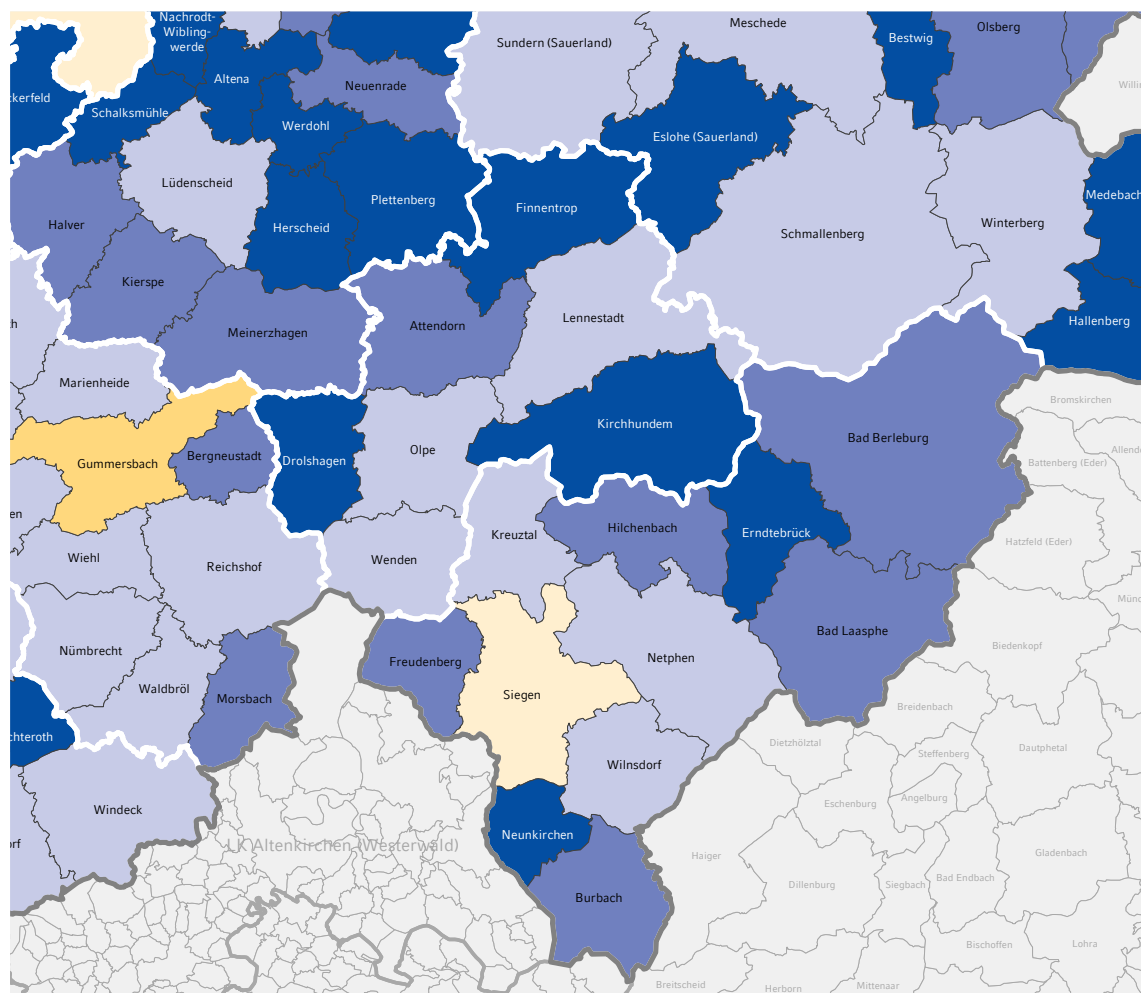 Nachrodt-
Wibling-
werde
Sundern (Sauerland)
Meschede
Bestwig
Olsberg
Altena
Neuenrade
ckerfeld
Schalksmühle
Werdohl
Eslohe (Sauerland)
Lüdenscheid
Plettenberg
Finnentrop
Medebach
Halver
Herscheid
Schmallenberg
Winterberg
Kierspe
Meinerzhagen
Attendorn
Lennestadt
Hallenberg
Marienheide
Bromskirchen
Gummersbach
Bergneustadt
Drolshagen
Olpe
Kirchhundem
Bad Berleburg
Battenberg (Eder)
Hilchenbach
Kreuztal
Erndtebrück
Hatzfeld (Eder)
Wiehl
Reichshof
Wenden
Nümbrecht
Waldbröl
Morsbach
Freudenberg
Siegen
Netphen
Bad Laasphe
Biedenkopf
Breidenbach
chteroth
Wilnsdorf
Dietzhölztal
Steffenberg
Dautphetal
Windeck
Eschenburg
Angelburg
LK Altenkirchen (Westerwald)
Neunkirchen
Haiger
Gladenbach
Burbach
Dillenburg
Siegbach
Bad Endbach
Bischoffen
Lohra
Breitscheid
Herborn
Mittenaar